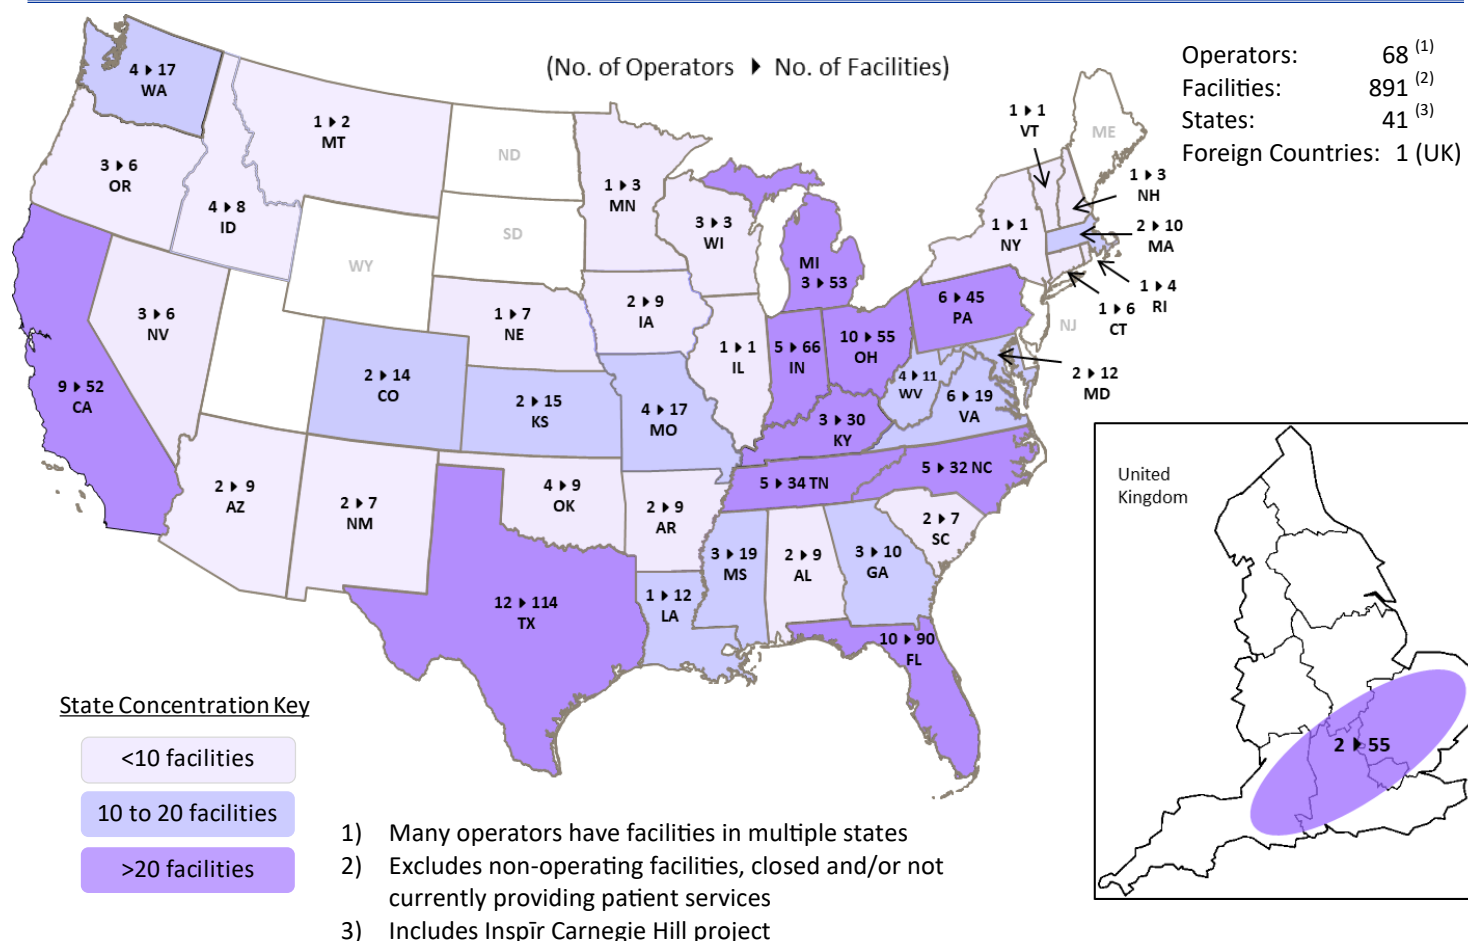 (No. of Operators ▶ No. of Facilities)
Operators: 68 (1)
Facilities: 891 (2)
States: 41 (3)
Foreign Countries: 1 (UK)
4 ▶ 17
WA
3 ▶ 6
OR
4 ▶ 8
ID
1 ▶ 2
MT
ND
SD
WY
1 ▶ 3
MN
3 ▶ 3
WI
MI
3 ▶ 53
1 ▶ 1
VT
ME
1 ▶ 3
NH
2 ▶ 10
MA
1 ▶ 1
NY
1 ▶ 4
RI
1 ▶ 6
CT
NJ
6 ▶ 45
PA
2 ▶ 12
MD
9 ▶ 52
CA
3 ▶ 6
NV
2 ▶ 14
CO
1 ▶ 7
NE
2 ▶ 15
KS
2 ▶ 9
IA
4 ▶ 17
MO
1 ▶ 1
IL
5 ▶ 66
IN
10 ▶ 55
OH
4 ▶ 11
WV
6 ▶ 19
VA
3 ▶ 30
KY
5 ▶ 34 TN
5 ▶ 32 NC
2 ▶ 7
SC
2 ▶ 9
AZ
2 ▶ 7
NM
4 ▶ 9
OK
2 ▶ 9
AR
12 ▶ 114
TX
1 ▶ 12
LA
3 ▶ 19
MS
2 ▶ 9
AL
3 ▶ 10
GA
10 ▶ 90
FL
United
Kingdom
2 ▶ 55
State Concentration Key
<10 facilities
10 to 20 facilities
>20 facilities
1) Many operators have facilities in multiple states
2) Excludes non-operating facilities, closed and/or not
currently providing patient services
3) Includes Inspīr Carnegie Hill project